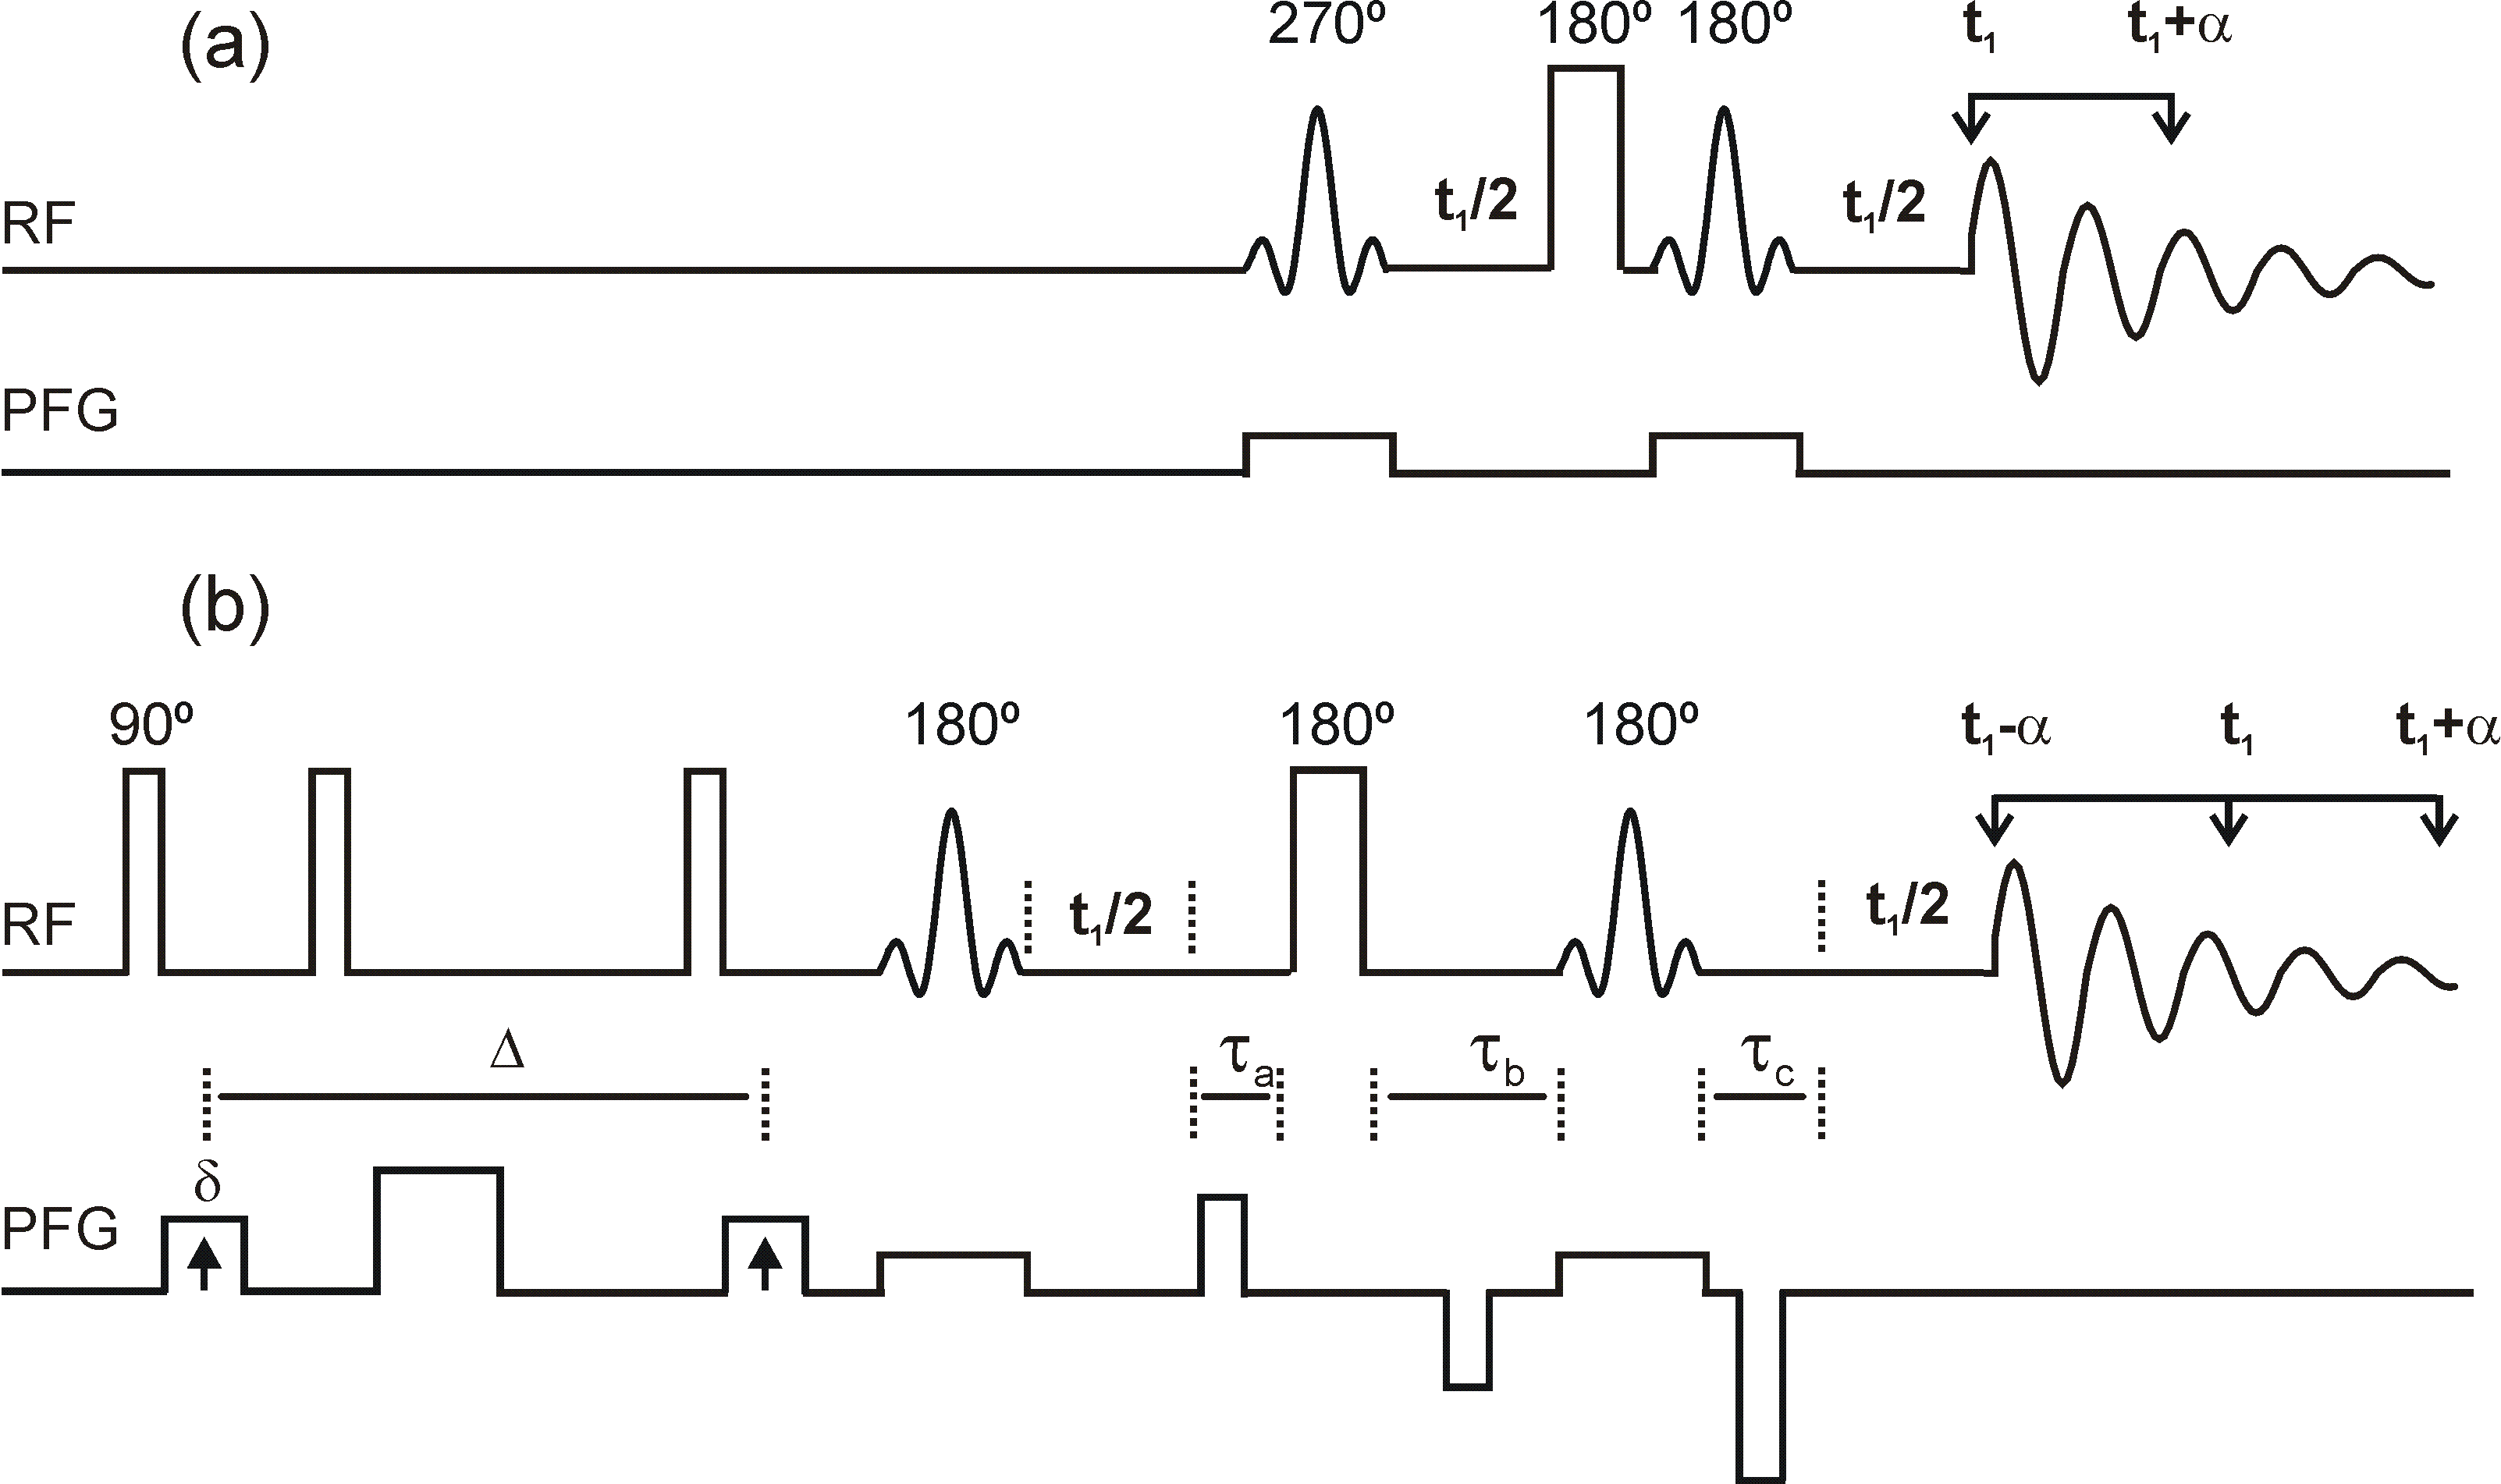 (a)
270º 180º 180º t₁ t₁+α
t₁/2 t₁/2
RF
PFG
(b)
90º 180º 180º 180º t₁-α t₁ t₁+α
RF t₁/2 t₁/2
Δ τa τb τc
δ
PFG